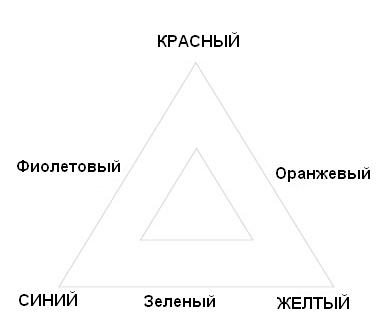 КРАСНЫЙ
Фиолетовый
Оранжевый
СИНИЙ
Зеленый
ЖЕЛТЫЙ